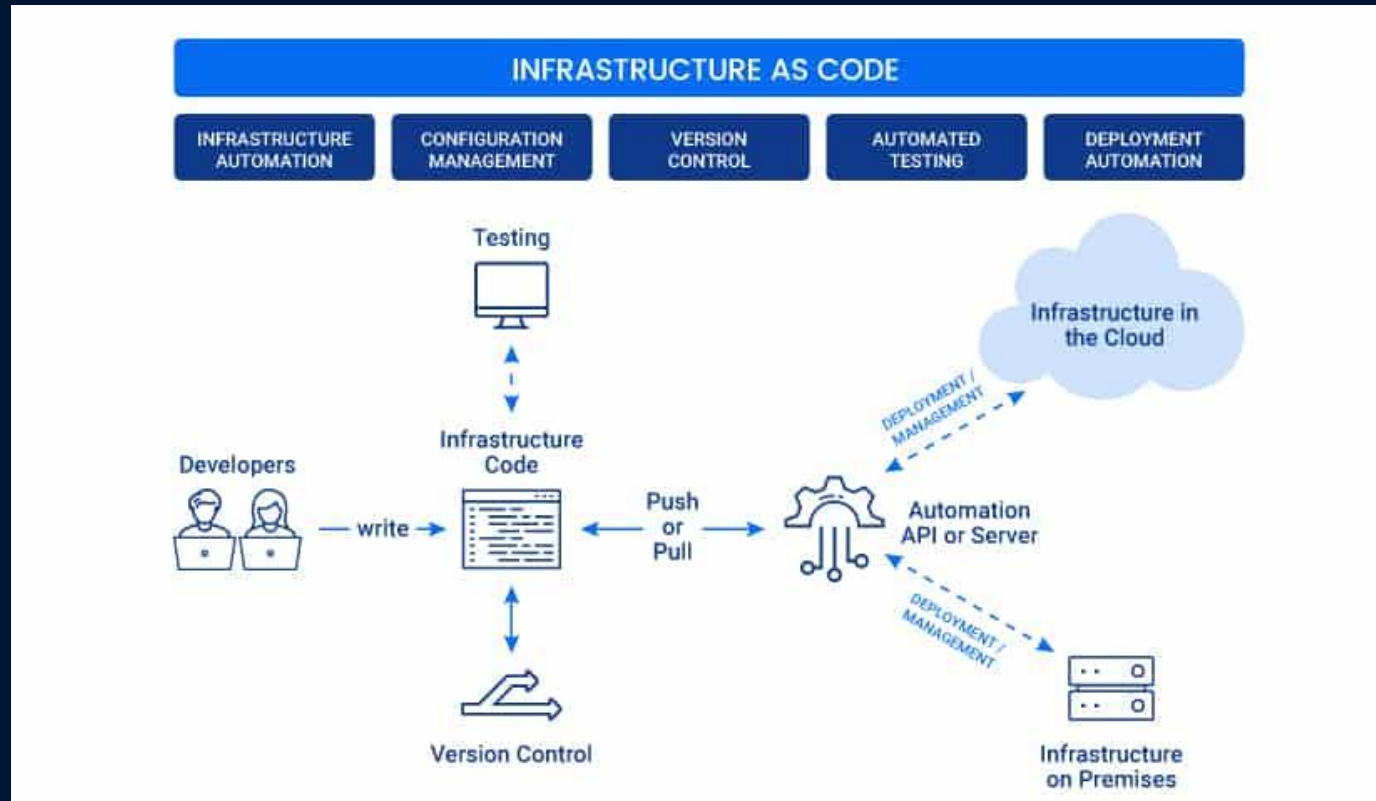 INFRASTRUCTURE AS CODE
INFRASTRUCTURE
AUTOMATION
CONFIGURATION
MANAGEMENT
VERSION
CONTROL
AUTOMATED
TESTING
DEPLOYMENT
AUTOMATION
Testing
Infrastructure in
the Cloud
DEPLOYMENT /
MANAGEMENT
Infrastructure
Code
Developers
write
Push
or
Pull
Automation
API or Server
DEPLOYMENT /
MANAGEMENT
Version Control
Infrastructure
on Premises